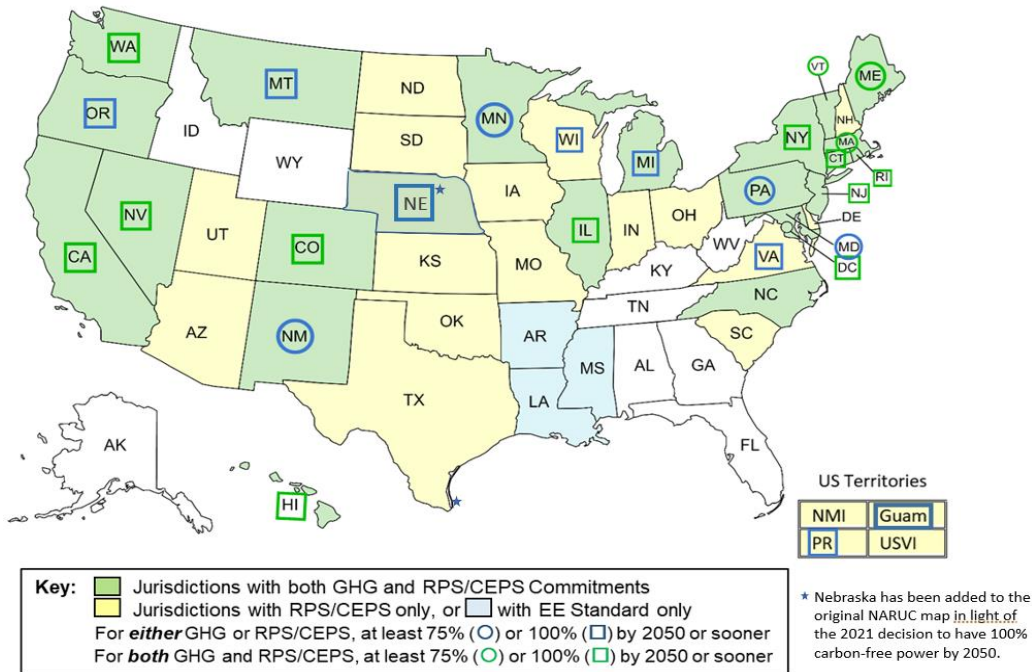 WA
MT
ND
MN
VT
ME
OR
ID
SD
WI
NH
NY
MA
CT
RI
WY
MI
PA
NJ
NE
IA
NV
UT
CO
IL
IN
OH
DE
MD
DC
WV
VA
CA
KS
MO
KY
NC
AZ
NM
OK
TN
AR
SC
MS
AL
GA
TX
LA
FL
AK
HI
US Territories
NMI Guam
PR USVI
Key: Jurisdictions with both GHG and RPS/CEPS Commitments
Jurisdictions with RPS/CEPS only, or with EE Standard only
For either GHG or RPS/CEPS, at least 75% ( ) or 100% ( ) by 2050 or sooner
For both GHG and RPS/CEPS, at least 75% ( ) or 100% ( ) by 2050 or sooner
Nebraska has been added to the
original NARUC map in light of
the 2021 decision to have 100%
carbon-free power by 2050.